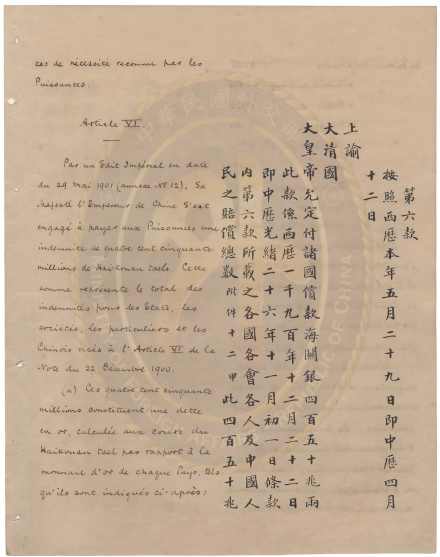 ces de nécessité reconnue par les
Puissances.
Article VI.
Par un Edit Impérial en date
du 29 Mai 1901 (annexe Nº 12), Sa
Majesté l'Empereur de Chine s'est
engagé à payer aux Puissances une
indemnité de quatre cent cinquante
millions de Haikouan taels. Cette
somme représente le total des
indemnités pour les Etats, les
sociétés, les particuliers et les
Chinois visés à l'Article VI de la
Note du 22 Décembre 1900.
(a) Ces quatre cent cinquante
millions constituent une dette
en or, calculée au cours du
Haikouan tael par rapport à la
monnaie d'or de chaque Pays, tels
qu'ils sont indiqués ci-après:
第六款
按照西歷本年五月二十九日即中歷四月
十二日
上諭
大清國
大皇帝允定付諸國償款海關銀四百五十兆兩
此款係西歷一千九百年十二月二十二日
即中歷光緒二十六年十一月初一日條款
內第六款所載之各國各會各人及中國人
民之賠償總數附件十二甲此四百五十兆
OF CHINA